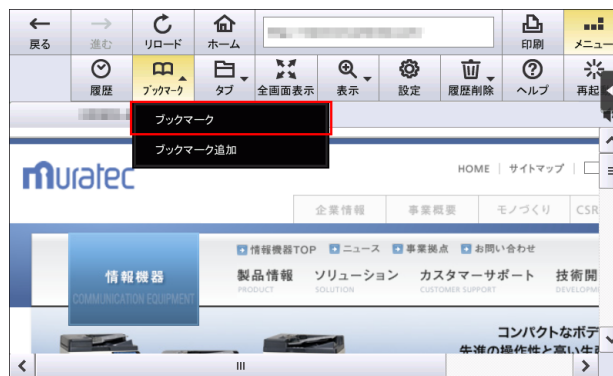 戻る 進む リロード ホーム 印刷 メニュー
履歴 ブックマーク タブ 全画面表示 表示 設定 履歴削除 ヘルプ 再起
ブックマーク
ブックマーク追加
muratec
HOME サイトマップ
企業情報 事業概要 モノづくり CSR
情報機器TOP ニュース 事業拠点 お問い合わせ
情報機器 製品情報 ソリューション カスタマーサポート 技術開
COMMUNICATION EQUIPMENT PRODUCT SOLUTION CUSTOMER SUPPORT DEVELOPM
コンパクトなボデ
先進の操作性と高い生